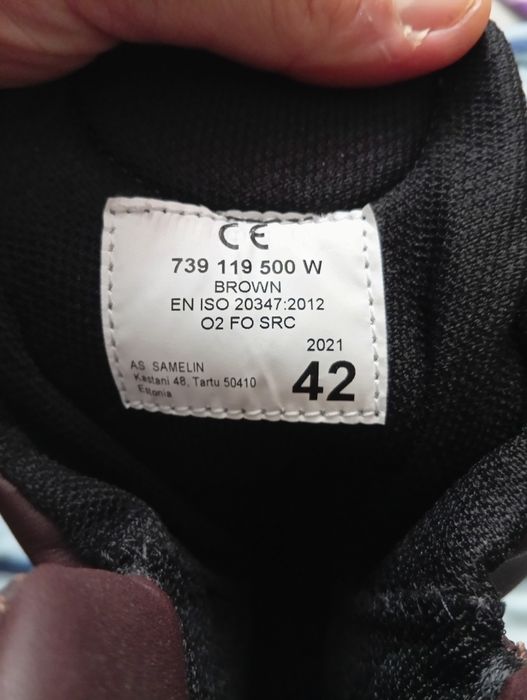 CE
739 119 500 W
BROWN
EN ISO 20347:2012
O2 FO SRC
2021
AS SAMELIN
Kastani 48, Tartu 50410
Estonia
42